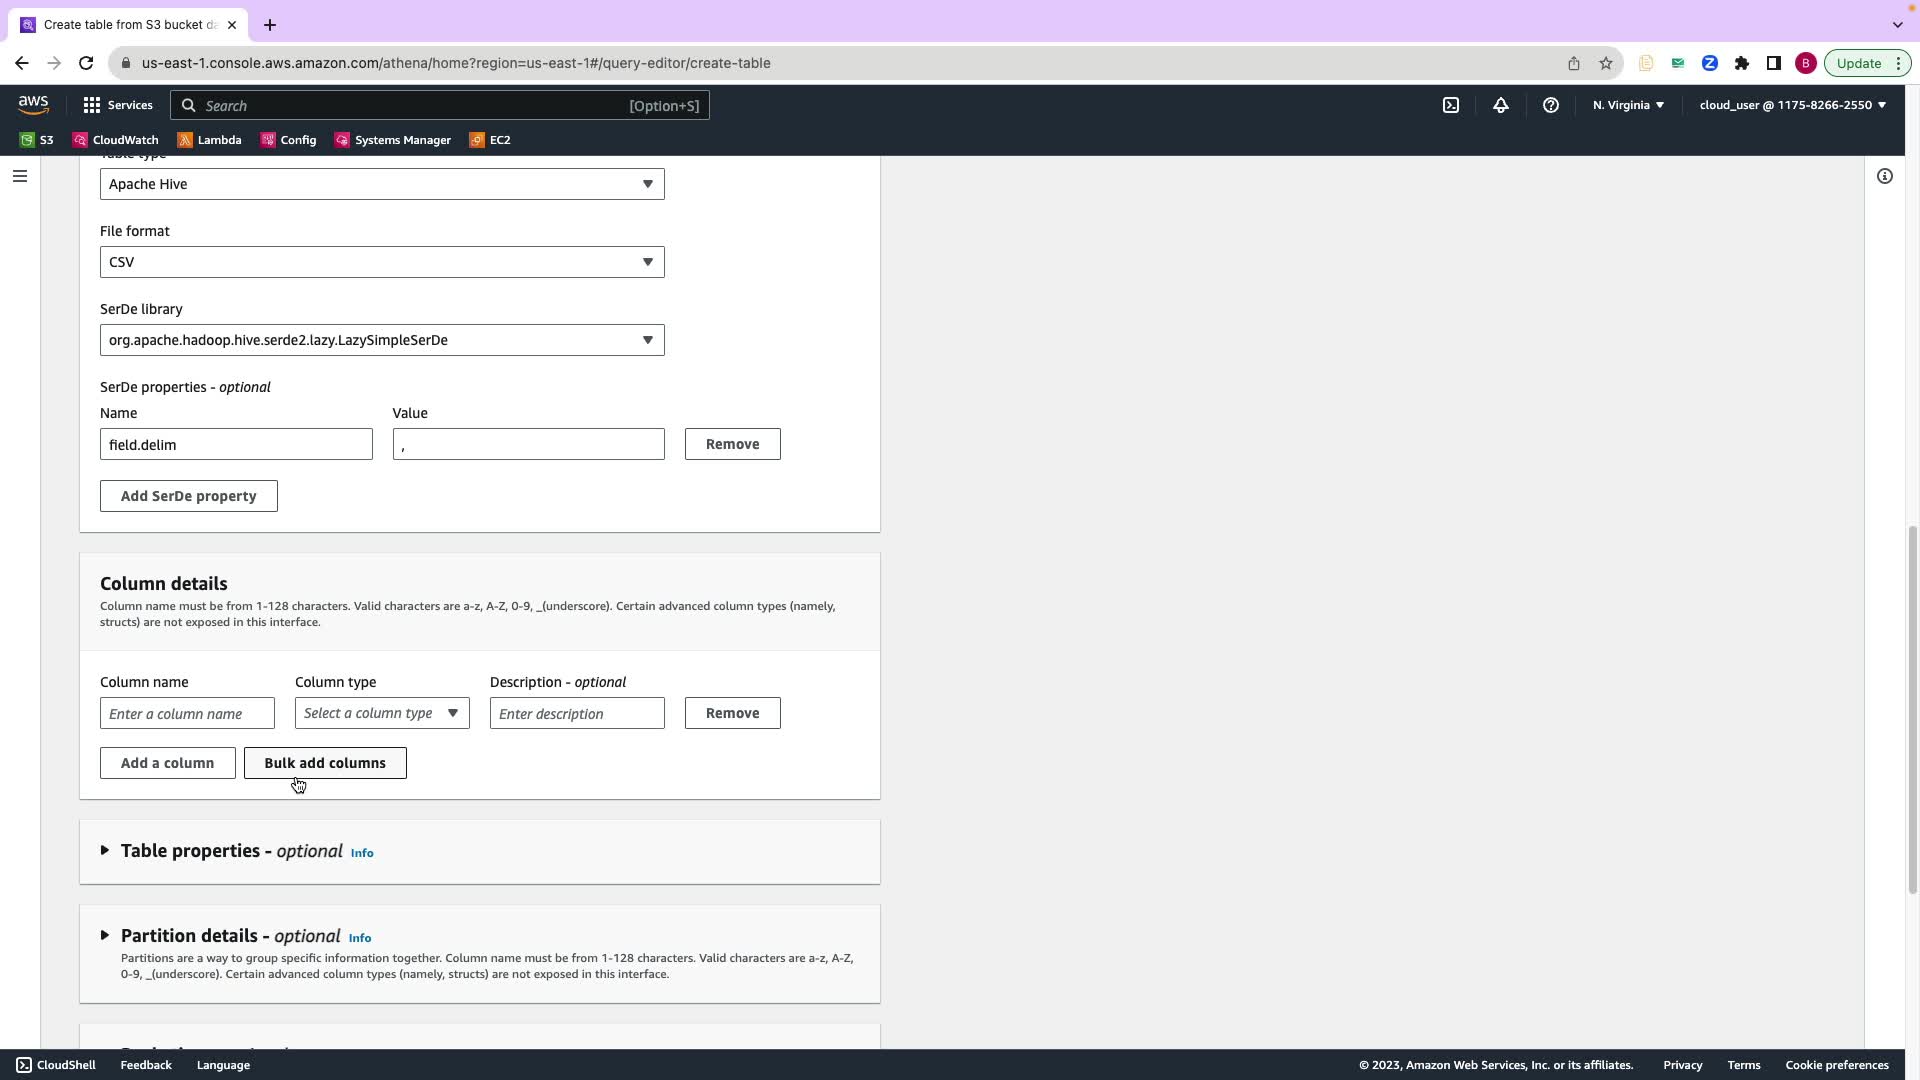 Create table from S3 bucket da
us-east-1.console.aws.amazon.com/athena/home?region=us-east-1#/query-editor/create-table
B
Update
aws
Services
Search
[Option+S]
N. Virginia
cloud_user @ 1175-8266-2550
S3
CloudWatch
Lambda
Config
Systems Manager
EC2
Table type
Apache Hive
File format
CSV
SerDe library
org.apache.hadoop.hive.serde2.lazy.LazySimpleSerDe
SerDe properties - optional
Name Value
field.delim , Remove
Add SerDe property
Column details
Column name must be from 1-128 characters. Valid characters are a-z, A-Z, 0-9, _(underscore). Certain advanced column types (namely,
structs) are not exposed in this interface.
Column name Column type Description - optional
Enter a column name Select a column type Enter description Remove
Add a column Bulk add columns
Table properties - optional Info
Partition details - optional Info
Partitions are a way to group specific information together. Column name must be from 1-128 characters. Valid characters are a-z, A-Z,
0-9, _(underscore). Certain advanced column types (namely, structs) are not exposed in this interface.
CloudShell Feedback Language © 2023, Amazon Web Services, Inc. or its affiliates. Privacy Terms Cookie preferences